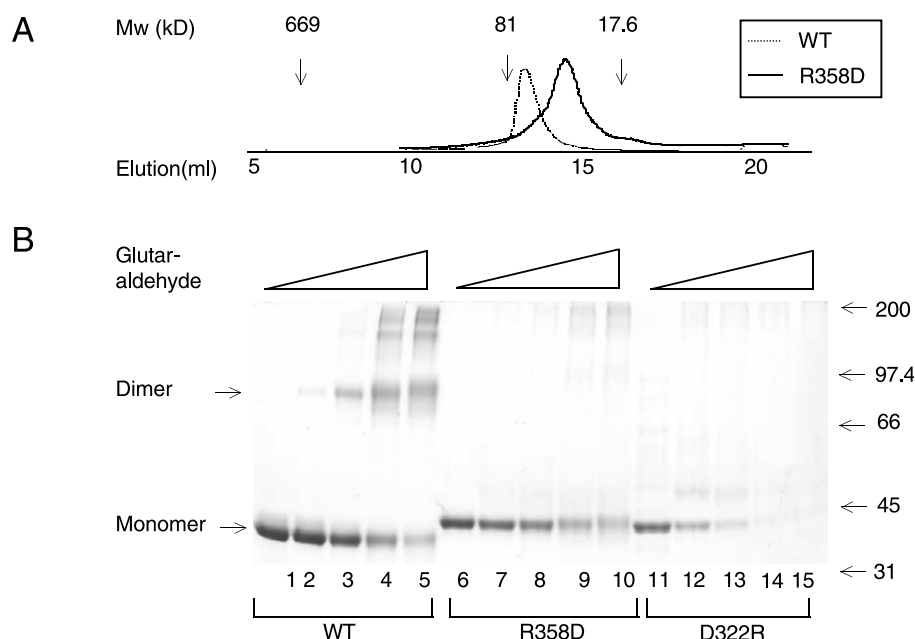 A
Mw (kD)
669
81
17.6
WT
R358D
Elution(ml)
5
10
15
20
B
Glutar-
aldehyde
Dimer
Monomer
200
97.4
66
45
31
1 2 3 4 5 6 7 8 9 10 11 12 13 14 15
WT
R358D
D322R